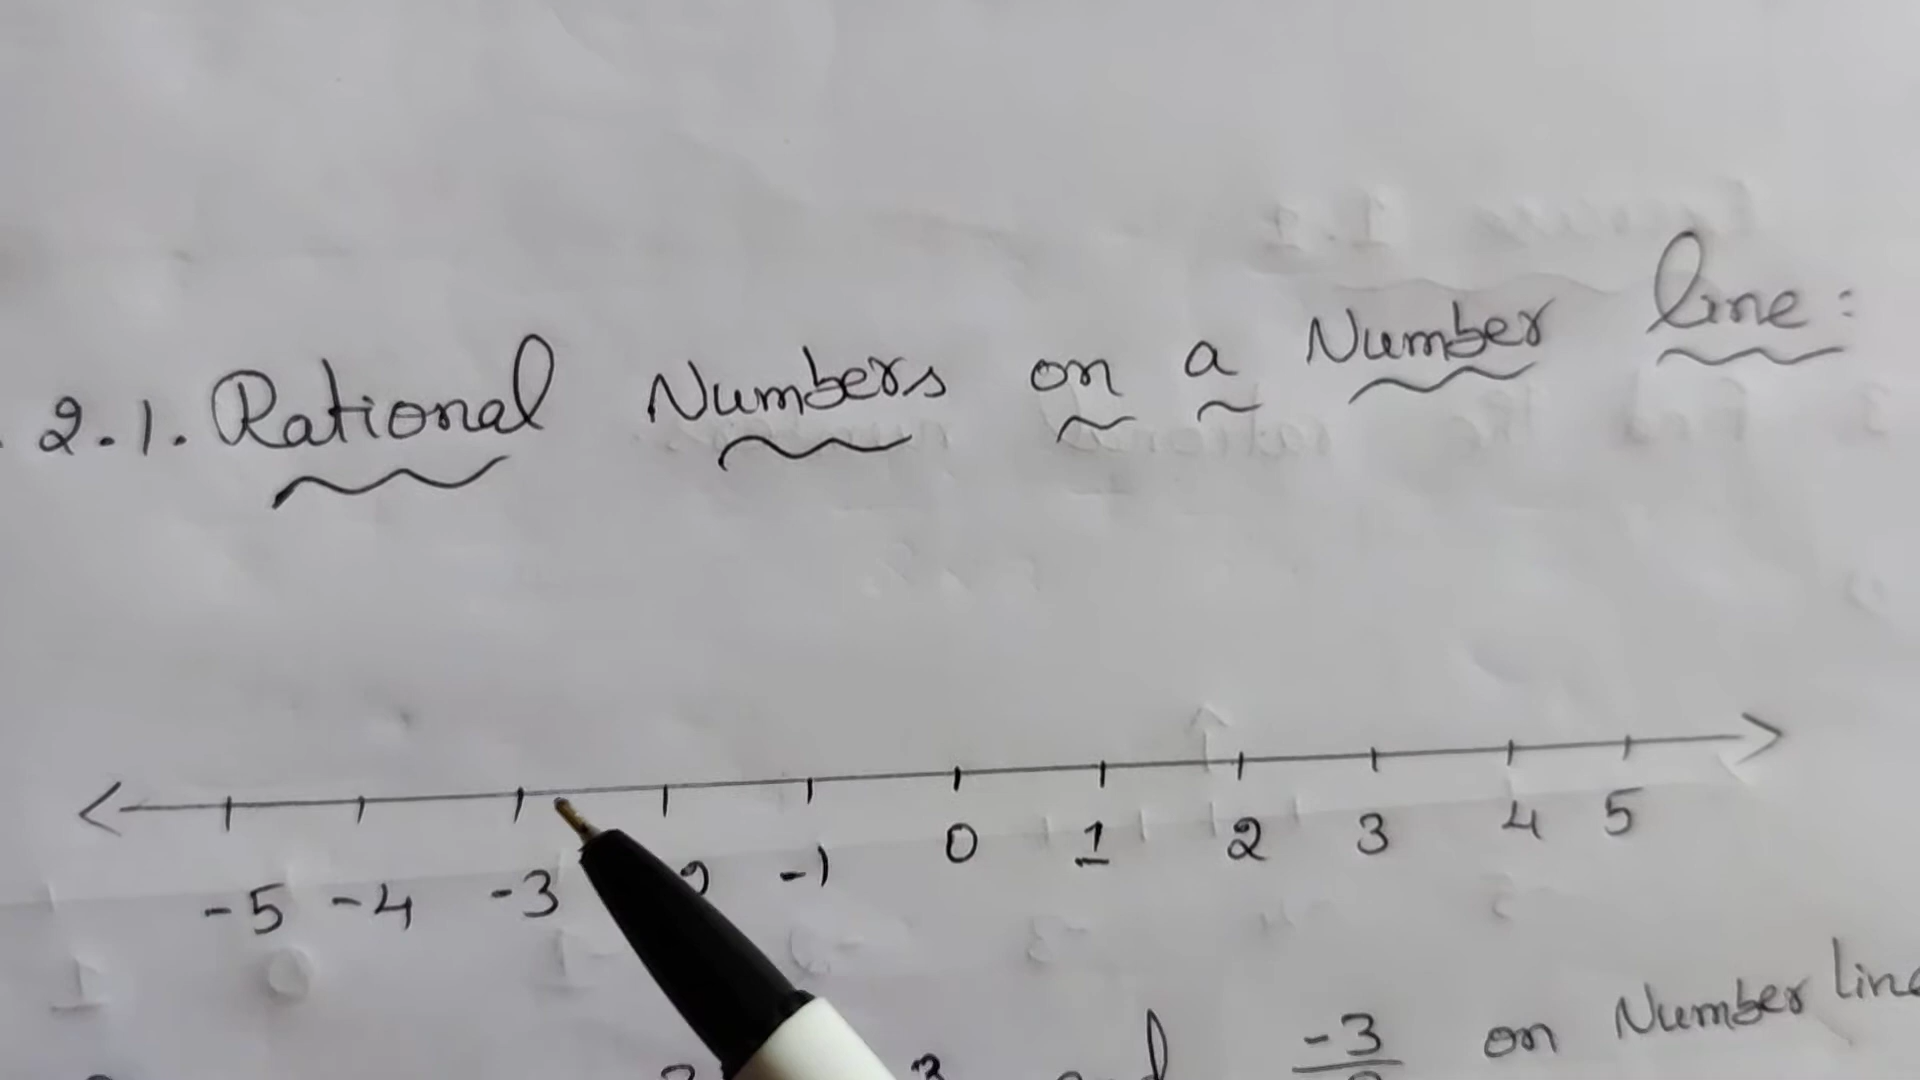 2.1. Rational Numbers on a Number line:
-5 -4 -3 -1 0 1 2 3 4 5
-3 on Number line